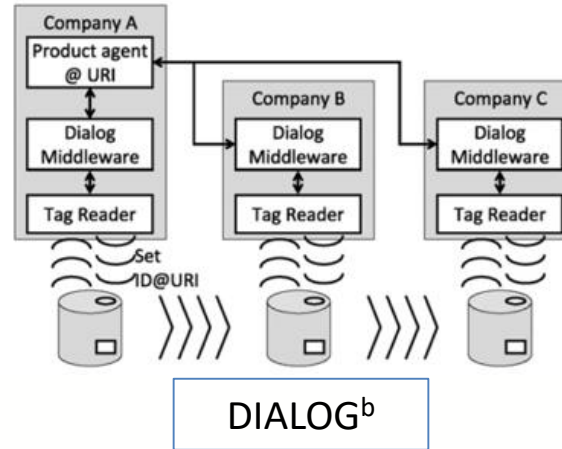 Company A
Product agent
@ URI
Dialog
Middleware
Tag Reader
Set
ID@URI
Company B
Dialog
Middleware
Tag Reader
Company C
Dialog
Middleware
Tag Reader
DIALOGᵇ